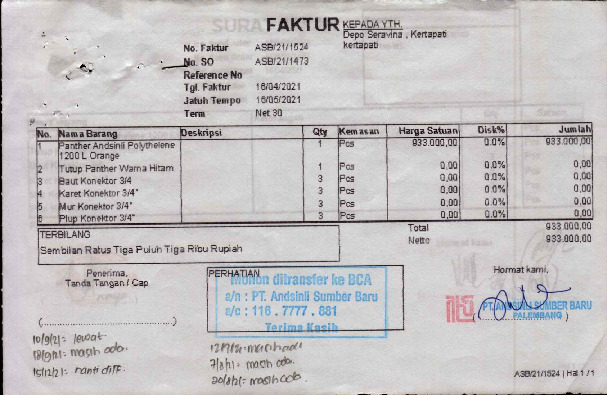 FAKTUR
KEPADA YTH.
Depo Seravina , Kertapati
kertapati
No. Faktur ASB/21/1524
No. SO ASB/21/1473
Reference No
Tgl. Faktur 16/04/2021
Jatuh Tempo 16/05/2021
Term Net 30
No. Nama Barang Deskripsi Qty Kemasan Harga Satuan Disk% Jumlah
1 Panther Andsinli Polythelene 1 Pcs 933.000,00 0.0% 933.000,00
1200 L Orange
2 Tutup Panther Warna Hitam 1 Pcs 0,00 0.0% 0,00
3 Baut Konektor 3/4 3 Pcs 0,00 0.0% 0,00
4 Karet Konektor 3/4" 3 Pcs 0,00 0.0% 0,00
5 Mur Konektor 3/4" 3 Pcs 0,00 0.0% 0,00
6 Plup Konektor 3/4" 3 Pcs 0,00 0.0% 0,00
TERBILANG
Sembilan Ratus Tiga Puluh Tiga Ribu Rupiah
Total 933.000,00
Netto 933.000,00
Penerima,
Tanda Tangan / Cap
PERHATIAN
Mohon ditransfer ke BCA
a/n : PT. Andsinli Sumber Baru
a/c : 116 . 7777 . 881
Terima Kasih
Hormat kami,
PT. ANDSINLI SUMBER BARU
PALEMBANG
(..............................)
10/9/21: lewat
18/9/21: masih ada.
15/12/21: nanti diff.
masih ada
7/8/21: masih ada.
20/8/21: masih ada.
ASB/21/1524 | Hal 1 / 1